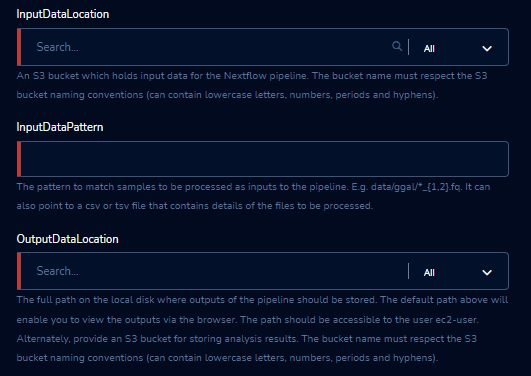 InputDataLocation
Search... All
An S3 bucket which holds input data for the Nextflow pipeline. The bucket name must respect the S3
bucket naming conventions (can contain lowercase letters, numbers, periods and hyphens).
InputDataPattern
The pattern to match samples to be processed as inputs to the pipeline. E.g. data/ggal/*_{1,2}.fq. It can
also point to a csv or tsv file that contains details of the files to be processed.
OutputDataLocation
Search... All
The full path on the local disk where outputs of the pipeline should be stored. The default path above will
enable you to view the outputs via the browser. The path should be accessible to the user ec2-user.
Alternately, provide an S3 bucket for storing analysis results. The bucket name must respect the S3
bucket naming conventions (can contain lowercase letters, numbers, periods and hyphens).